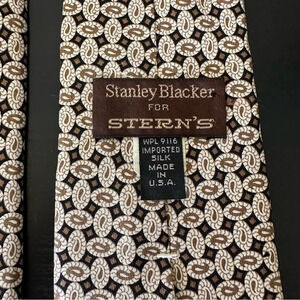 Stanley Blacker
FOR
STERN'S
WPL 9116
IMPORTED
SILK
MADE
IN
U.S.A.